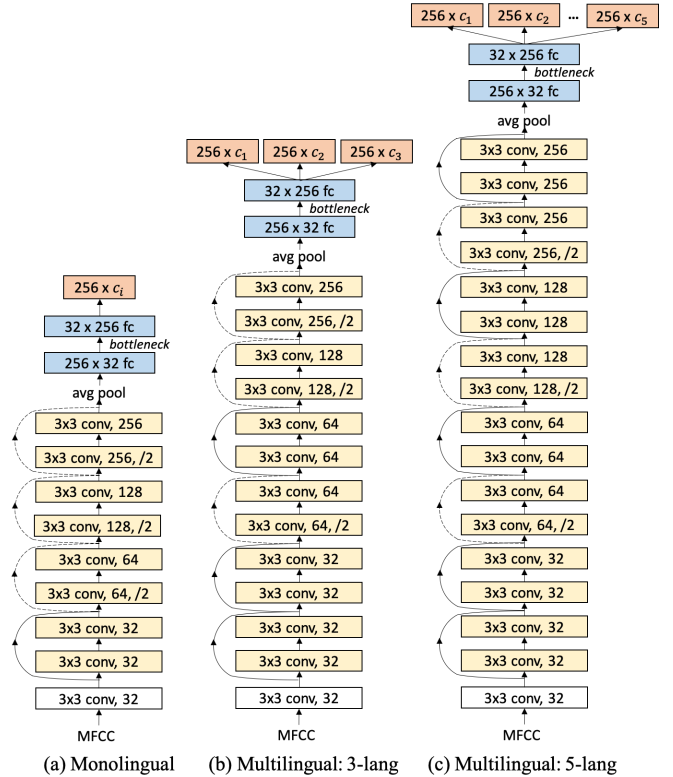 256 x c₁ 256 x c₂ ... 256 x c₅
32 x 256 fc
bottleneck
256 x 32 fc
avg pool
3x3 conv, 256
3x3 conv, 256
3x3 conv, 256
3x3 conv, 256, /2
3x3 conv, 128
3x3 conv, 128
3x3 conv, 128
3x3 conv, 128, /2
3x3 conv, 64
3x3 conv, 64
3x3 conv, 64
3x3 conv, 64, /2
3x3 conv, 32
3x3 conv, 32
3x3 conv, 32
3x3 conv, 32
3x3 conv, 32
MFCC
256 x c₁ 256 x c₂ 256 x c₃
32 x 256 fc
bottleneck
256 x 32 fc
avg pool
3x3 conv, 256
3x3 conv, 256, /2
3x3 conv, 128
3x3 conv, 128, /2
3x3 conv, 64
3x3 conv, 64
3x3 conv, 64
3x3 conv, 64, /2
3x3 conv, 32
3x3 conv, 32
3x3 conv, 32
3x3 conv, 32
3x3 conv, 32
MFCC
256 x cᵢ
32 x 256 fc
bottleneck
256 x 32 fc
avg pool
3x3 conv, 256
3x3 conv, 256, /2
3x3 conv, 128
3x3 conv, 128, /2
3x3 conv, 64
3x3 conv, 64, /2
3x3 conv, 32
3x3 conv, 32
3x3 conv, 32
MFCC
(a) Monolingual (b) Multilingual: 3-lang (c) Multilingual: 5-lang